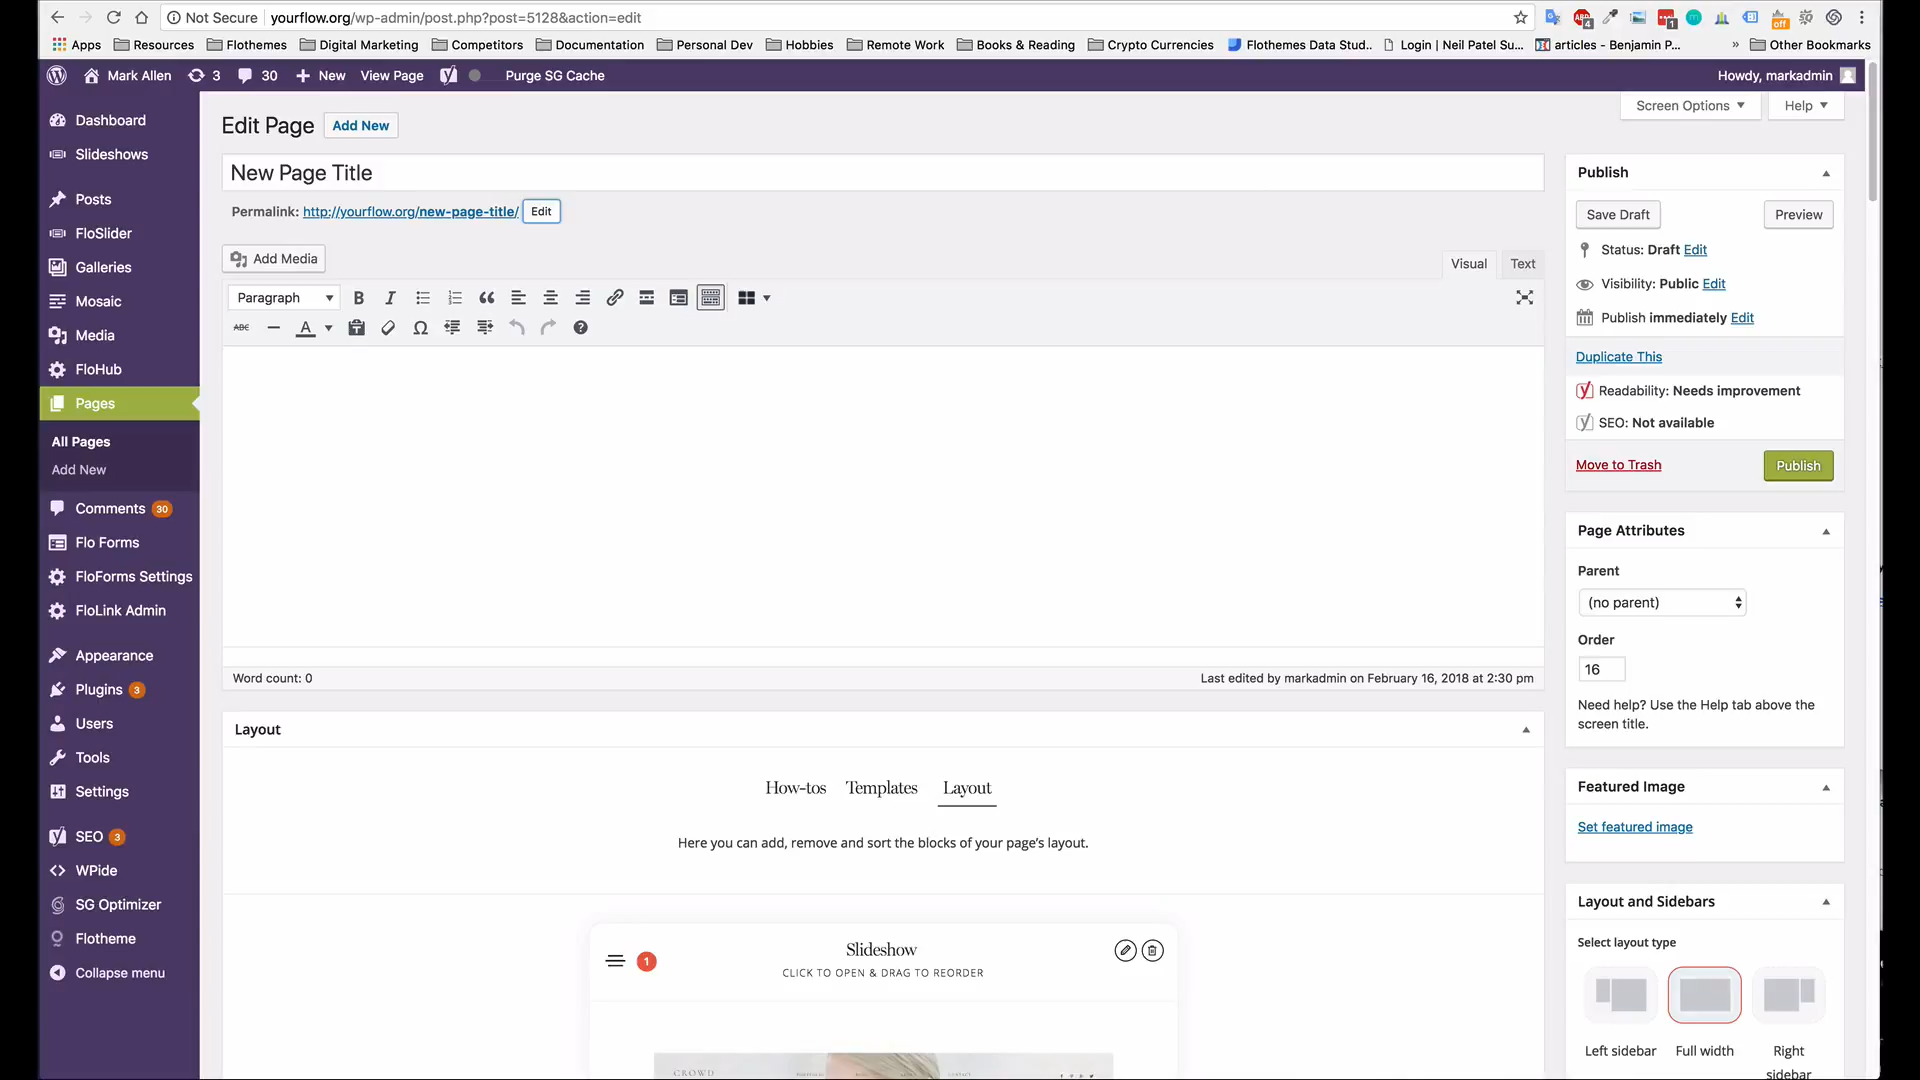 Not Secure yourflow.org/wp-admin/post.php?post=5128&action=edit
4 1 off
Apps Resources Flothemes Digital Marketing Competitors Documentation Personal Dev Hobbies Remote Work Books & Reading Crypto Currencies Flothemes Data Stud.. Login | Neil Patel Su... articles - Benjamin P... » Other Bookmarks
Mark Allen 3 30 New View Page Purge SG Cache Howdy, markadmin
Screen Options Help
Dashboard
Slideshows
Posts
FloSlider
Galleries
Mosaic
Media
FloHub
Pages
All Pages
Add New
Comments 30
Flo Forms
FloForms Settings
FloLink Admin
Appearance
Plugins 3
Users
Tools
Settings
SEO 3
WPide
SG Optimizer
Flotheme
Collapse menu
Edit Page Add New
New Page Title
Permalink: http://yourflow.org/new-page-title/ Edit
Add Media
Visual Text
Paragraph B I
ABC A Ω
Word count: 0 Last edited by markadmin on February 16, 2018 at 2:30 pm
Layout
How-tos Templates Layout
Here you can add, remove and sort the blocks of your page's layout.
1
Slideshow
CLICK TO OPEN & DRAG TO REORDER
CROWD
Publish
Save Draft Preview
Status: Draft Edit
Visibility: Public Edit
Publish immediately Edit
Duplicate This
Readability: Needs improvement
SEO: Not available
Move to Trash Publish
Page Attributes
Parent
(no parent)
Order
16
Need help? Use the Help tab above the
screen title.
Featured Image
Set featured image
Layout and Sidebars
Select layout type
Left sidebar Full width Right
sidebar